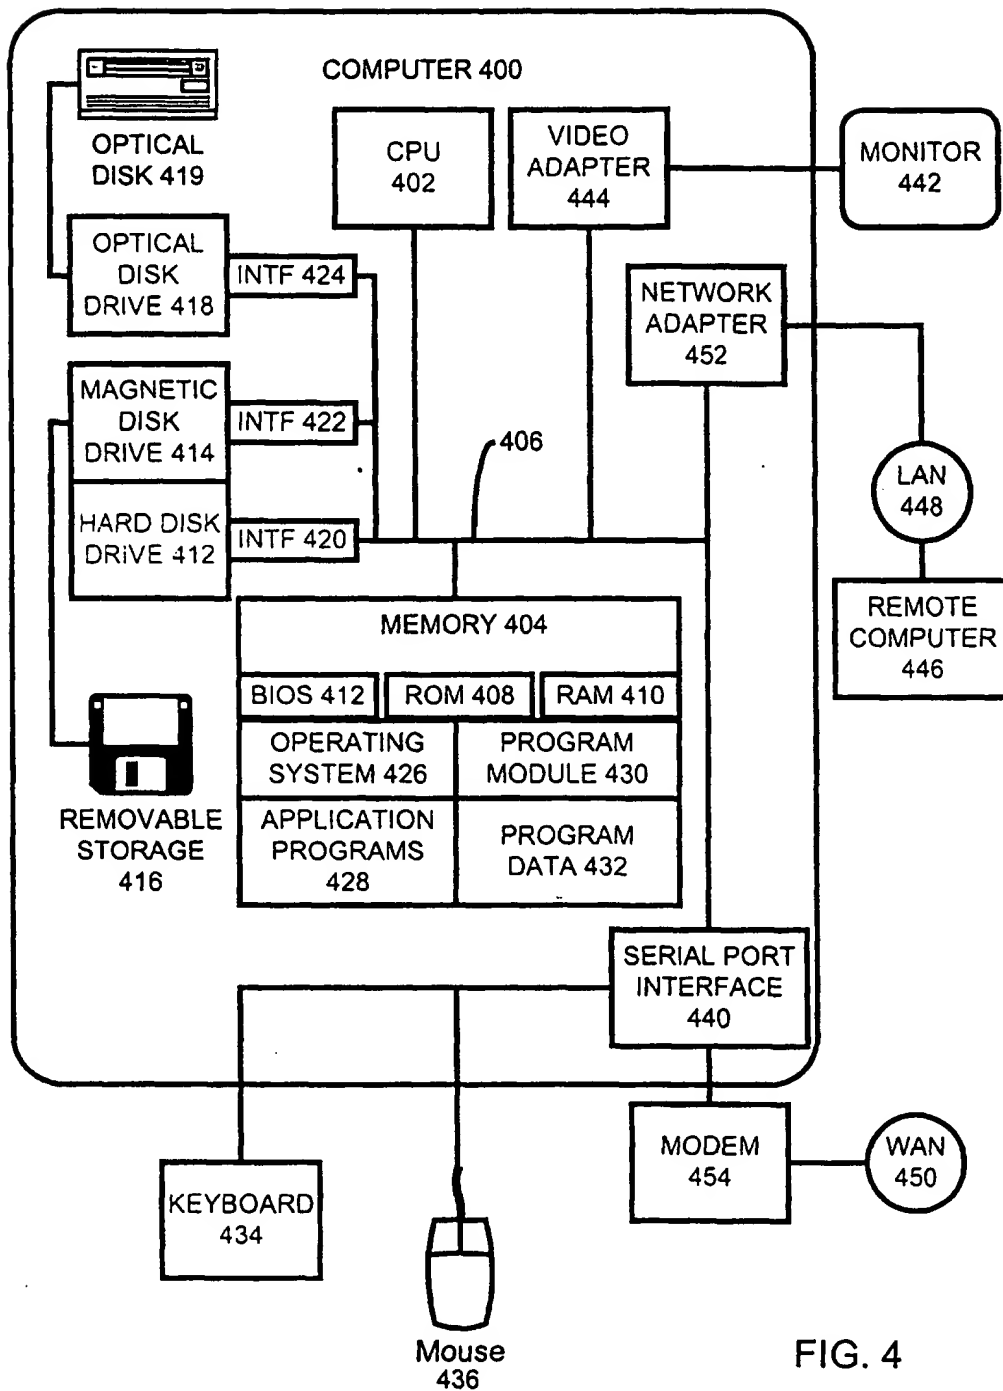 COMPUTER 400
OPTICAL
DISK 419
CPU
402
VIDEO
ADAPTER
444
MONITOR
442
OPTICAL
DISK
DRIVE 418
INTF 424
NETWORK
ADAPTER
452
MAGNETIC
DISK
DRIVE 414
INTF 422
406
LAN
448
HARD DISK
DRIVE 412
INTF 420
REMOTE
COMPUTER
446
MEMORY 404
BIOS 412
ROM 408
RAM 410
OPERATING
SYSTEM 426
PROGRAM
MODULE 430
REMOVABLE
STORAGE
416
APPLICATION
PROGRAMS
428
PROGRAM
DATA 432
SERIAL PORT
INTERFACE
440
MODEM
454
WAN
450
KEYBOARD
434
Mouse
436
FIG. 4